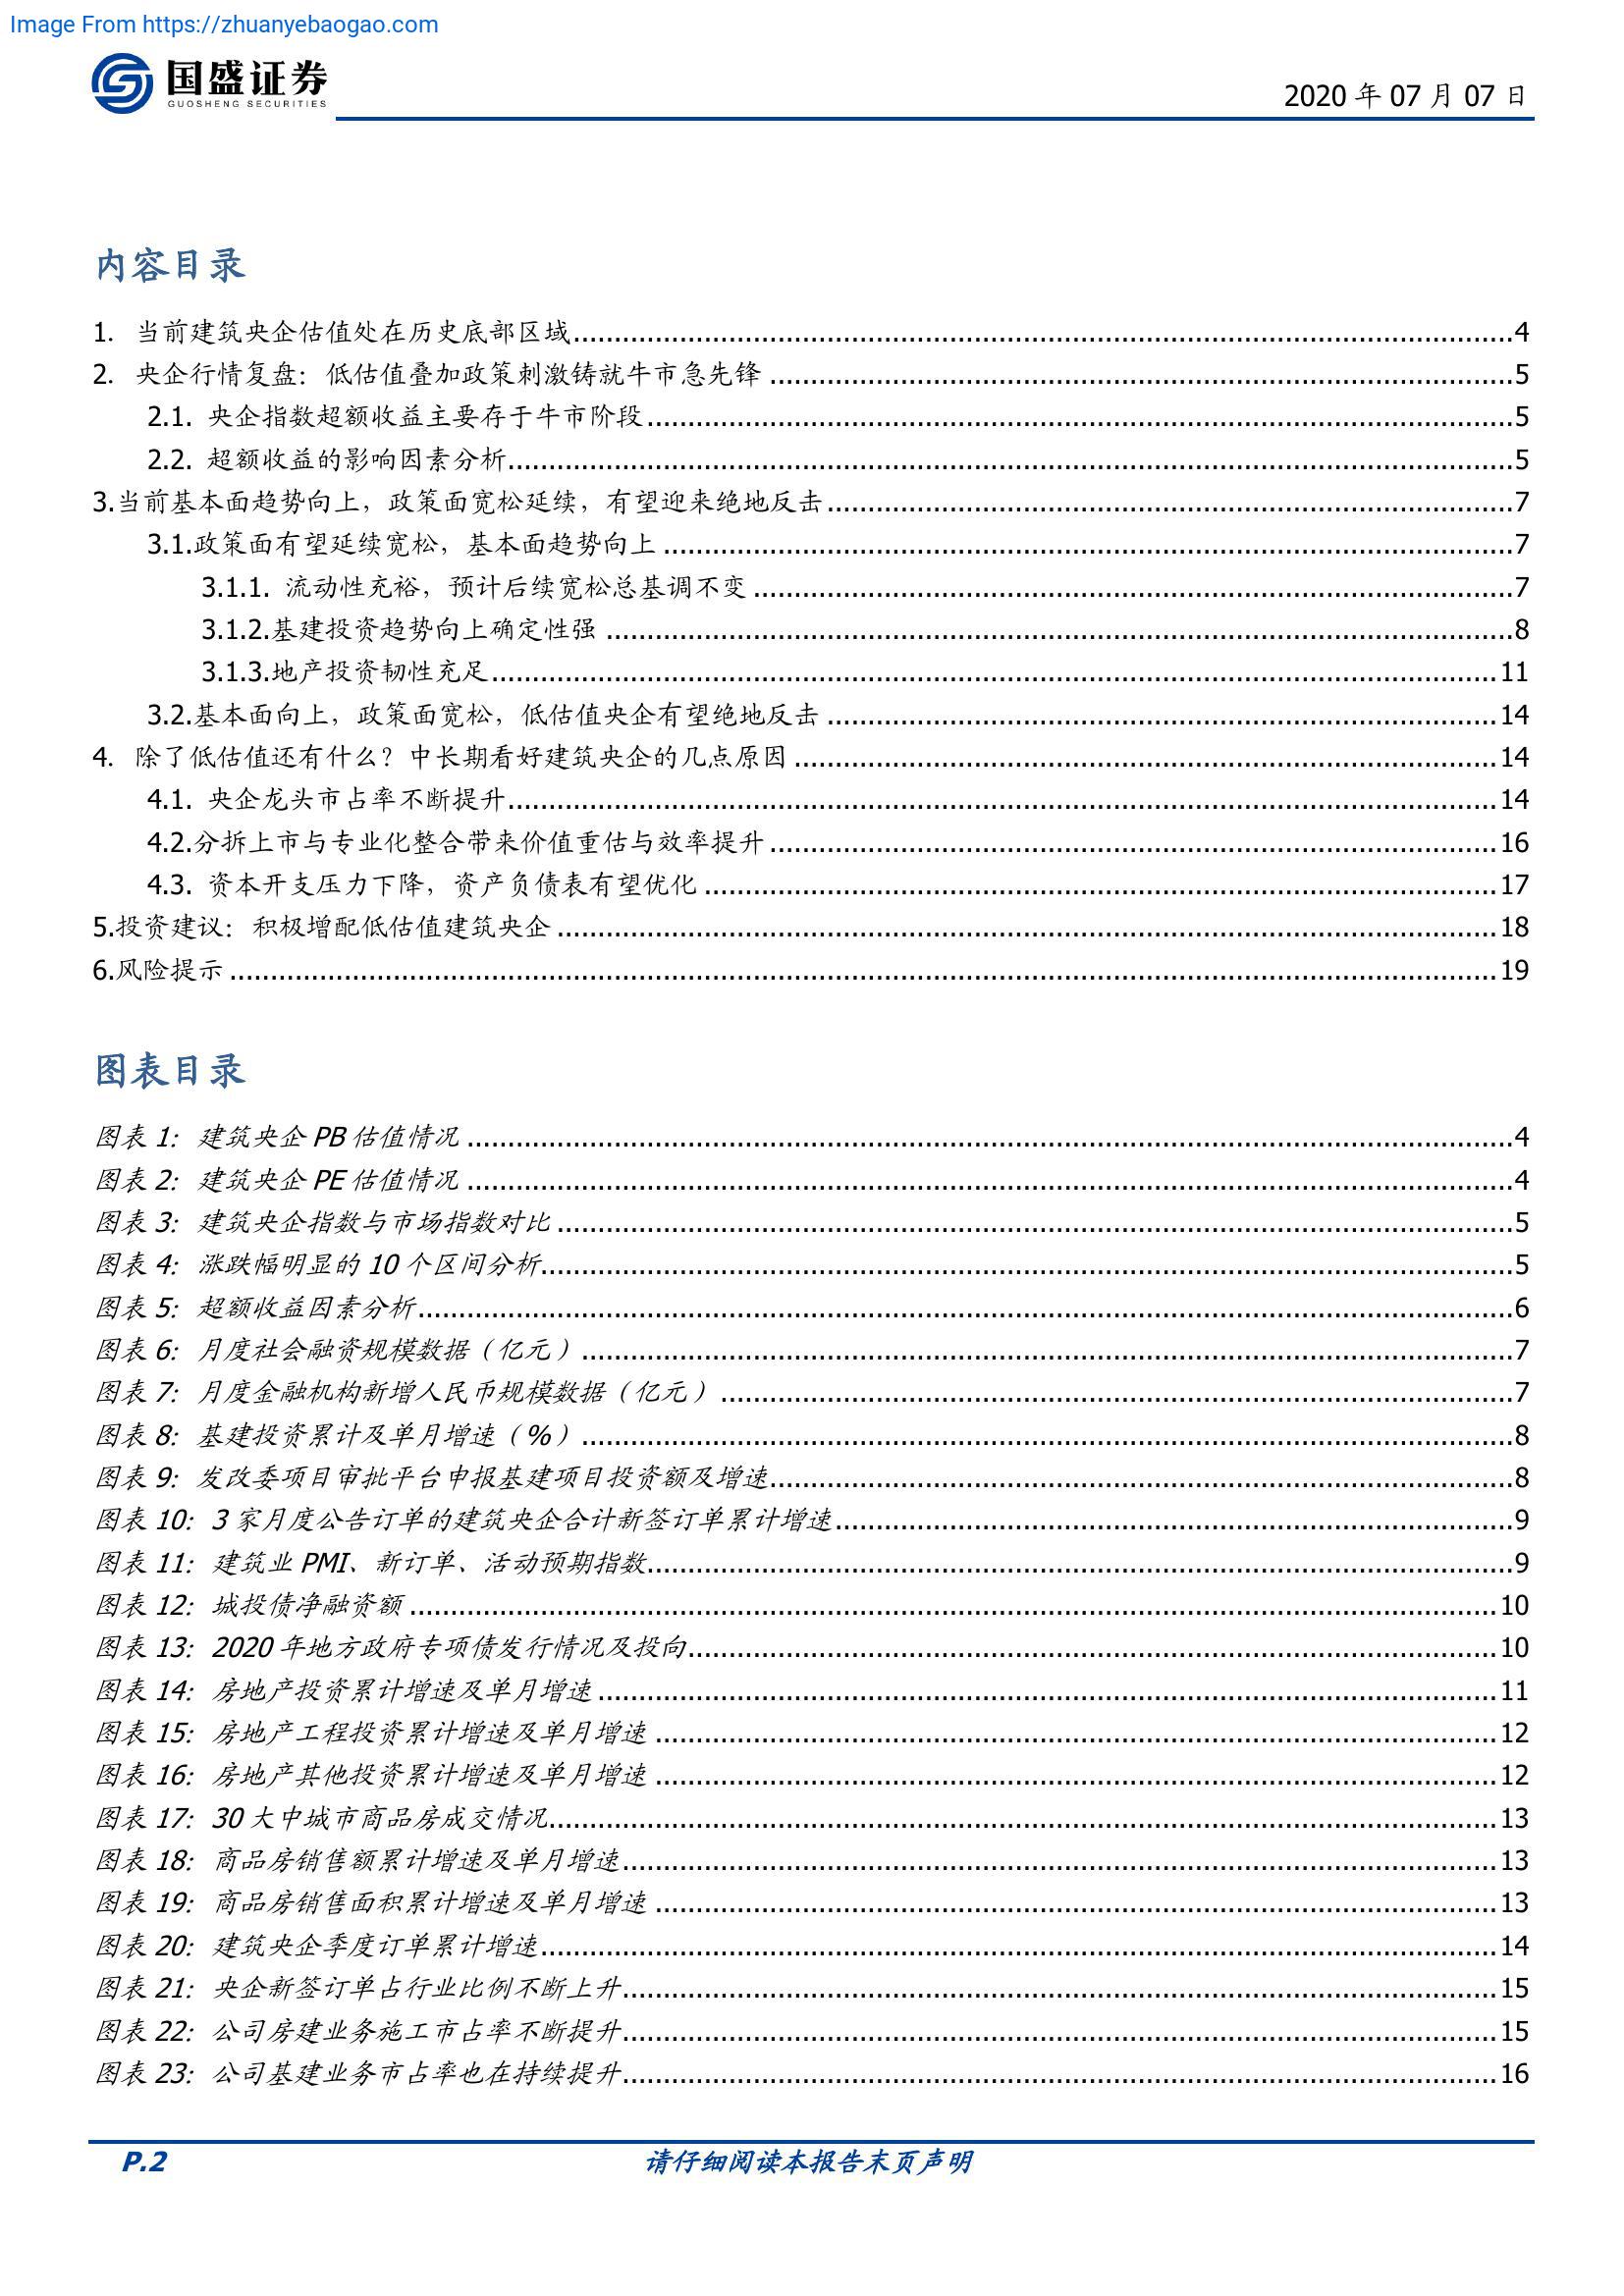 Image From https://zhuanyebaogao.com
国盛证券
GUOSHENG SECURITIES
2020 年 07 月 07 日
内容目录
1. 当前建筑央企估值处在历史底部区域....................4
2. 央企行情复盘：低估值叠加政策刺激铸就牛市急先锋....................5
2.1. 央企指数超额收益主要存于牛市阶段....................5
2.2. 超额收益的影响因素分析....................5
3.当前基本面趋势向上，政策面宽松延续，有望迎来绝地反击....................7
3.1.政策面有望延续宽松，基本面趋势向上....................7
3.1.1. 流动性充裕，预计后续宽松总基调不变....................7
3.1.2.基建投资趋势向上确定性强....................8
3.1.3.地产投资韧性充足....................11
3.2.基本面向上，政策面宽松，低估值央企有望绝地反击....................14
4. 除了低估值还有什么？中长期看好建筑央企的几点原因....................14
4.1. 央企龙头市占率不断提升....................14
4.2.分拆上市与专业化整合带来价值重估与效率提升....................16
4.3. 资本开支压力下降，资产负债表有望优化....................17
5.投资建议：积极增配低估值建筑央企....................18
6.风险提示....................19
图表目录
图表 1：建筑央企 PB 估值情况....................4
图表 2：建筑央企 PE 估值情况....................4
图表 3：建筑央企指数与市场指数对比....................5
图表 4：涨跌幅明显的 10 个区间分析....................5
图表 5：超额收益因素分析....................6
图表 6：月度社会融资规模数据（亿元）....................7
图表 7：月度金融机构新增人民币规模数据（亿元）....................7
图表 8：基建投资累计及单月增速（%）....................8
图表 9：发改委项目审批平台申报基建项目投资额及增速....................8
图表 10：3 家月度公告订单的建筑央企合计新签订单累计增速....................9
图表 11：建筑业 PMI、新订单、活动预期指数....................9
图表 12：城投债净融资额....................10
图表 13：2020 年地方政府专项债发行情况及投向....................10
图表 14：房地产投资累计增速及单月增速....................11
图表 15：房地产工程投资累计增速及单月增速....................12
图表 16：房地产其他投资累计增速及单月增速....................12
图表 17：30 大中城市商品房成交情况....................13
图表 18：商品房销售额累计增速及单月增速....................13
图表 19：商品房销售面积累计增速及单月增速....................13
图表 20：建筑央企季度订单累计增速....................14
图表 21：央企新签订单占行业比例不断上升....................15
图表 22：公司房建业务施工市占率不断提升....................15
图表 23：公司基建业务市占率也在持续提升....................16
P.2
请仔细阅读本报告末页声明